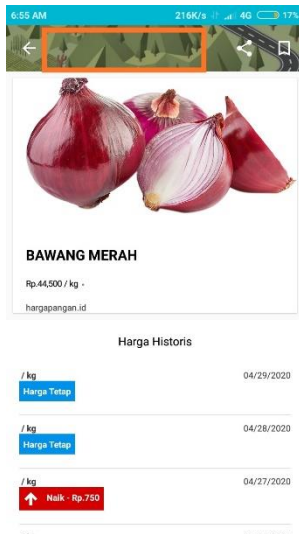 6:55 AM 216K/s 4G 17%
BAWANG MERAH
Rp.44,500 / kg -
hargapangan.id
Harga Historis
/ kg 04/29/2020
Harga Tetap
/ kg 04/28/2020
Harga Tetap
/ kg 04/27/2020
Naik - Rp.750